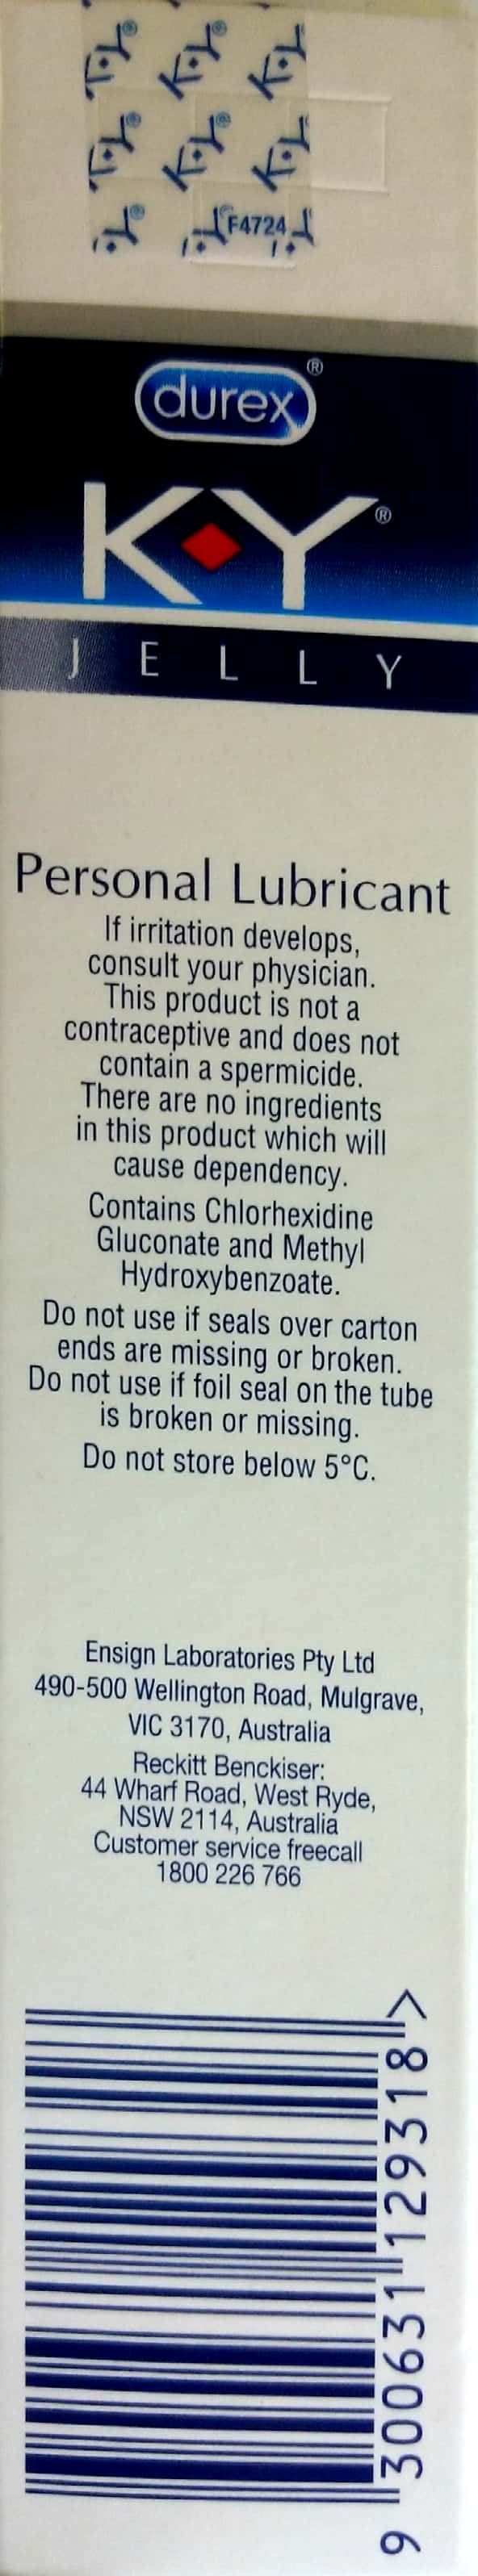 K-Y® K-Y® K-Y
K-Y® K-Y® K-Y
F4724
durex®
K Y®
JELLY
Personal Lubricant
If irritation develops,
consult your physician.
This product is not a
contraceptive and does not
contain a spermicide.
There are no ingredients
in this product which will
cause dependency.
Contains Chlorhexidine
Gluconate and Methyl
Hydroxybenzoate.
Do not use if seals over carton
ends are missing or broken.
Do not use if foil seal on the tube
is broken or missing.
Do not store below 5°C.
Ensign Laboratories Pty Ltd
490-500 Wellington Road, Mulgrave,
VIC 3170, Australia
Reckitt Benckiser:
44 Wharf Road, West Ryde,
NSW 2114, Australia
Customer service freecall
1800 226 766
9 300631 129318 >